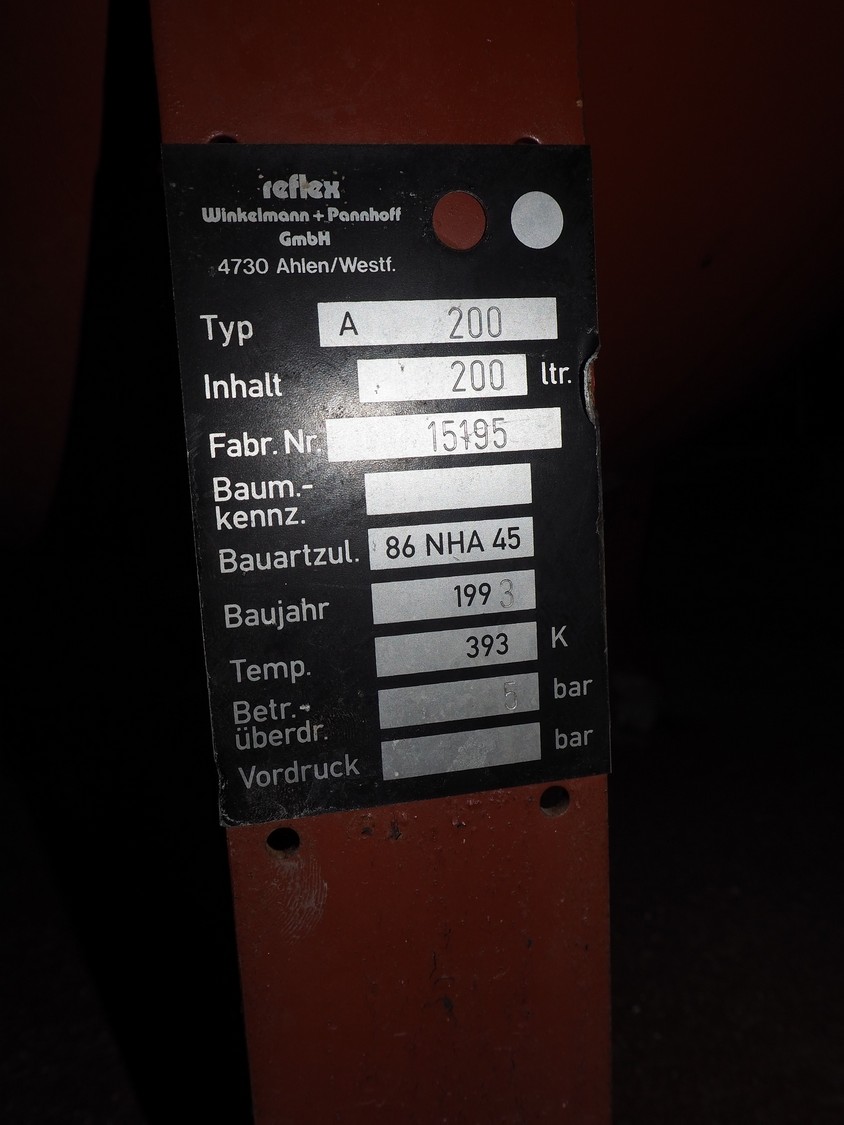 reflex
Winkelmann + Pannhoff
GmbH
4730 Ahlen/Westf.
Typ A 200
Inhalt 200 ltr.
Fabr. Nr. 15195
Baum.-
kennz.
Bauartzul. 86 NHA 45
Baujahr 1993
Temp. 393 K
Betr.- 5 bar
überdr.
Vordruck bar